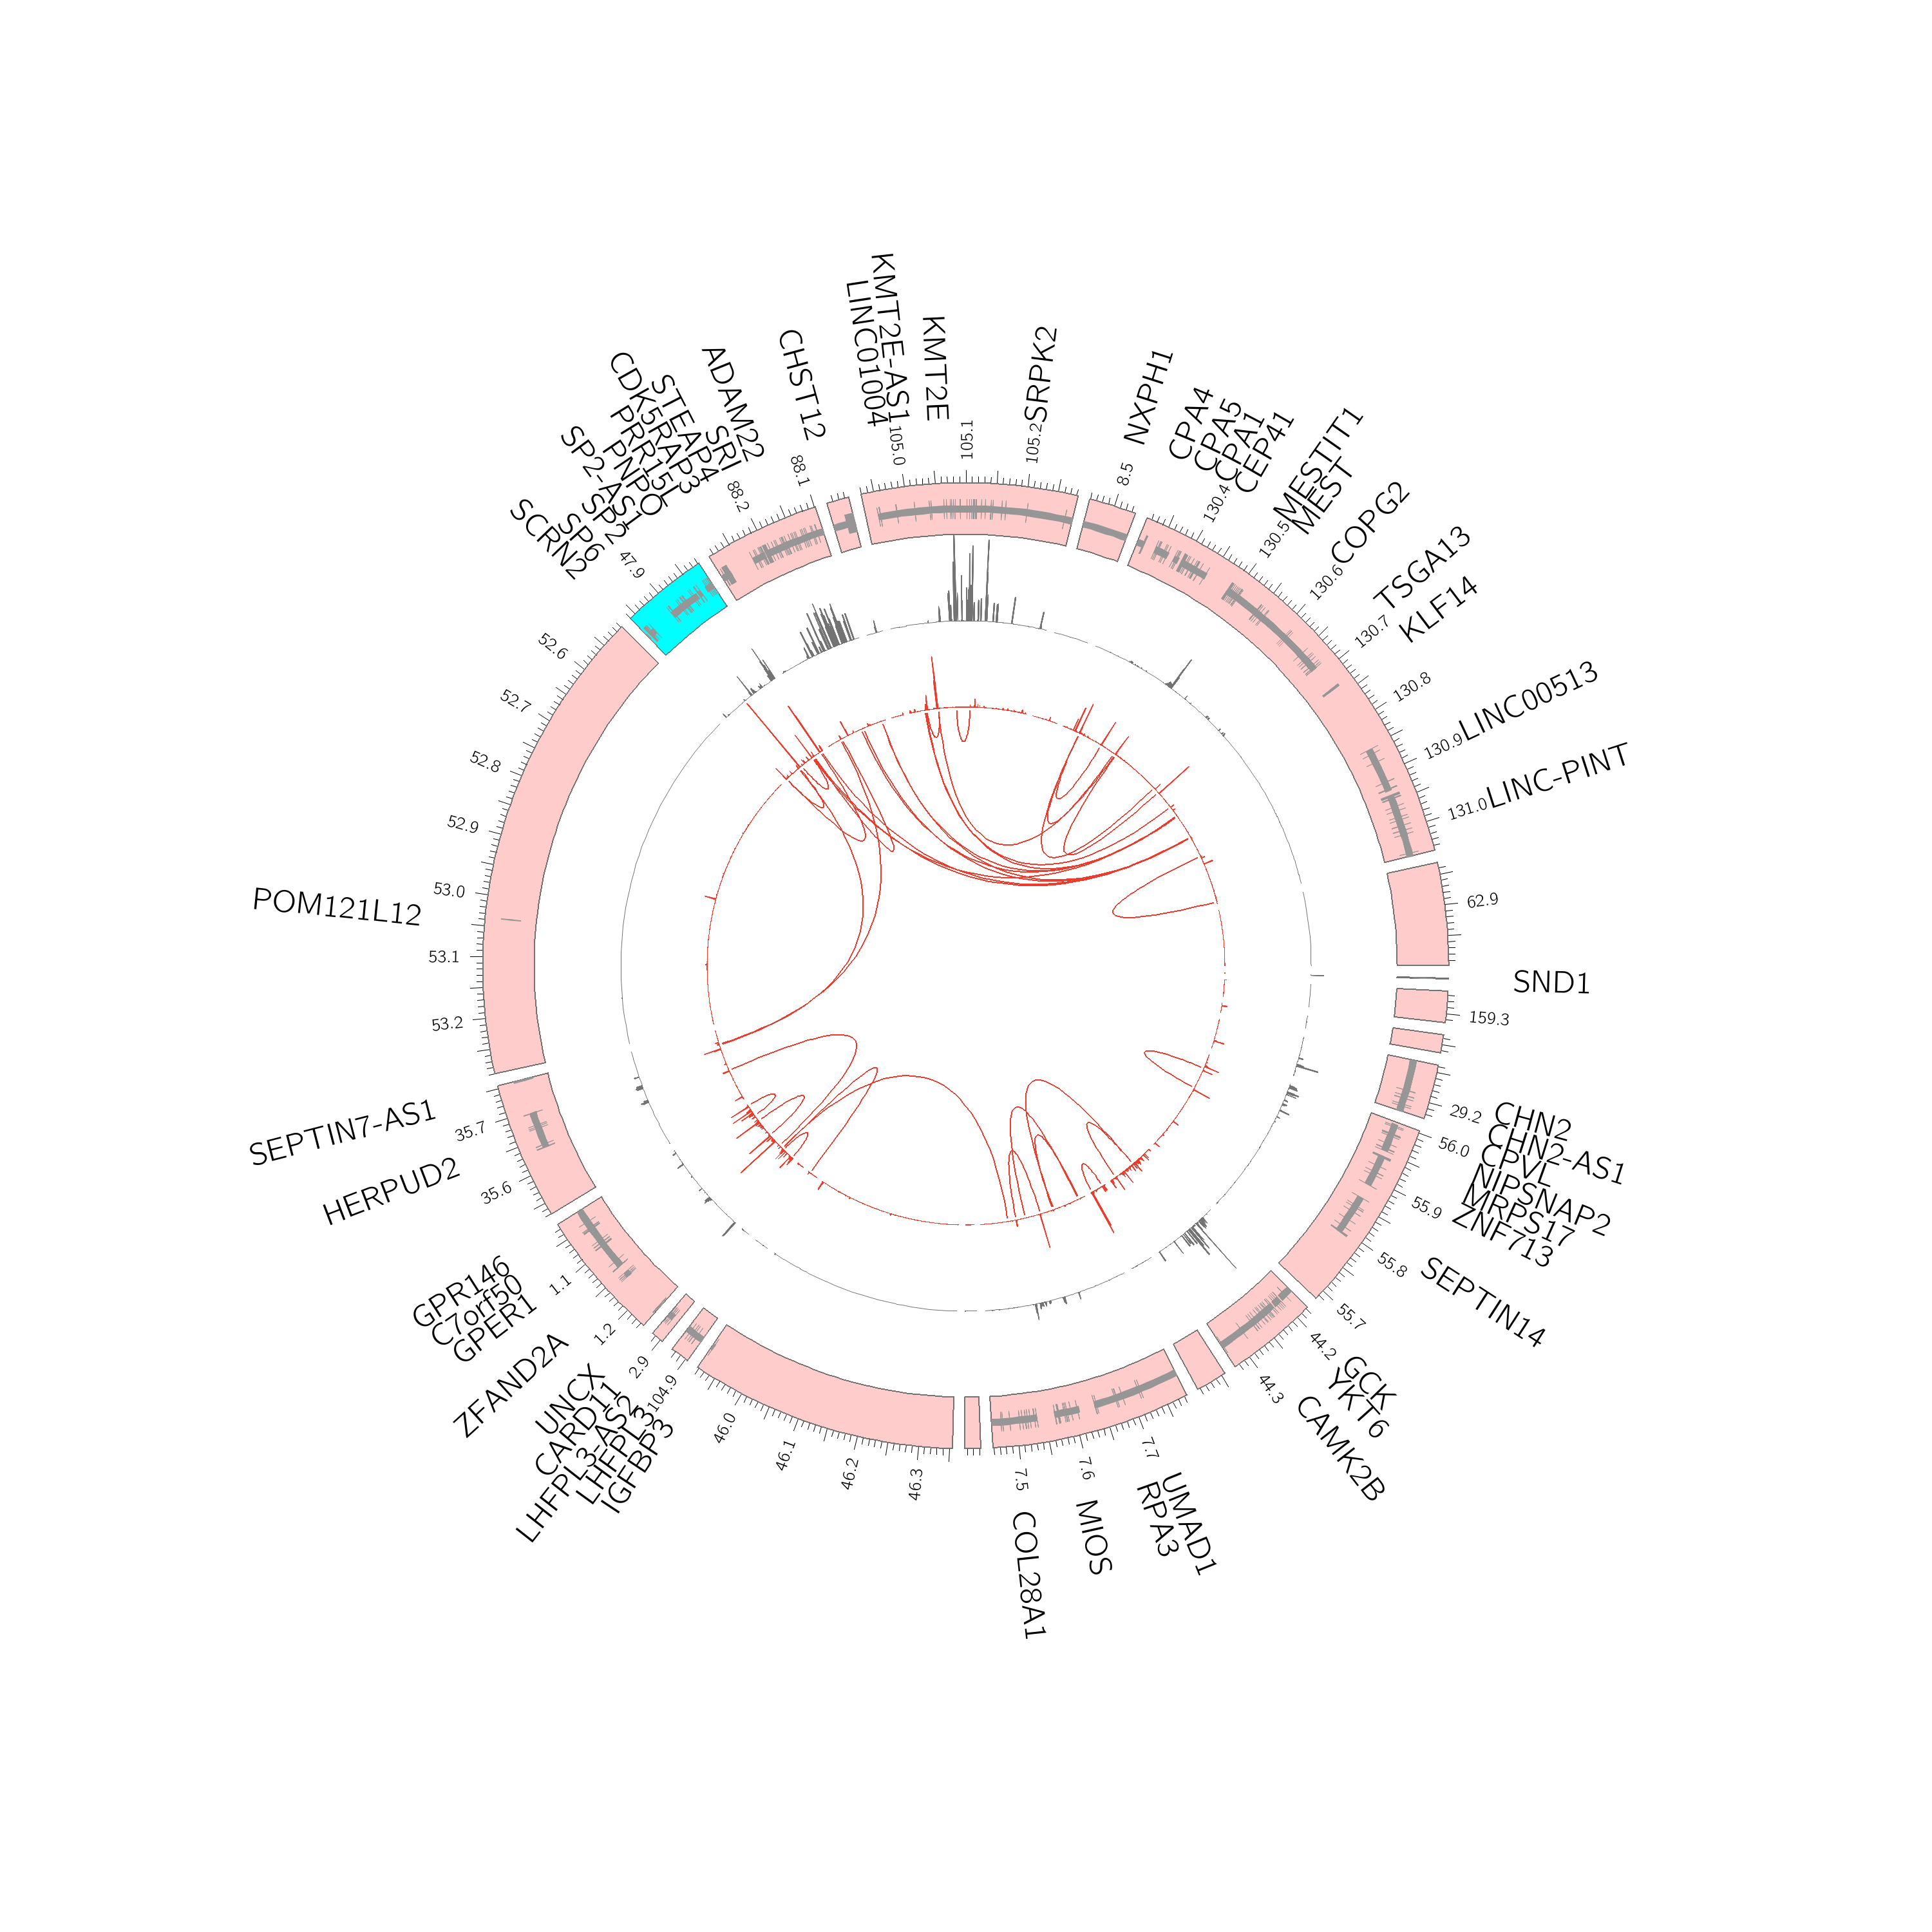 KMT2E-AS1
LINC01004
KMT2E
SRPK2
NXPH1
CPA4
CPA5
CPA1
CEP41
MESTIT1
MEST
COPG2
TSGA13
KLF14
LINC00513
LINC-PINT
SND1
CHN2
CHN2-AS1
CPVL
NIPSNAP2
MRPS17
ZNF713
SEPTIN14
GCK
YKT6
CAMK2B
UMAD1
RPA3
MIOS
COL28A1
IGFBP3
LHFPL3
LHFPL3-AS2
CARD11
UNCX
ZFAND2A
GPER1
C7orf50
GPR146
HERPUD2
SEPTIN7-AS1
POM121L12
SCRN2
SP6
SP2
SP2-AS1
PNPO
PRR15L
CDK5RAP3
STEAP4
SRI
ADAM22
CHST12
105.0
105.1
105.2
8.5
130.4
130.5
130.6
130.7
130.8
130.9
131.0
62.9
159.3
29.2
56.0
55.9
55.8
55.7
44.2
44.3
7.7
7.6
7.5
46.3
46.2
46.1
46.0
104.9
2.9
1.2
1.1
35.6
35.7
53.2
53.1
53.0
52.9
52.8
52.7
52.6
47.9
88.2
88.1